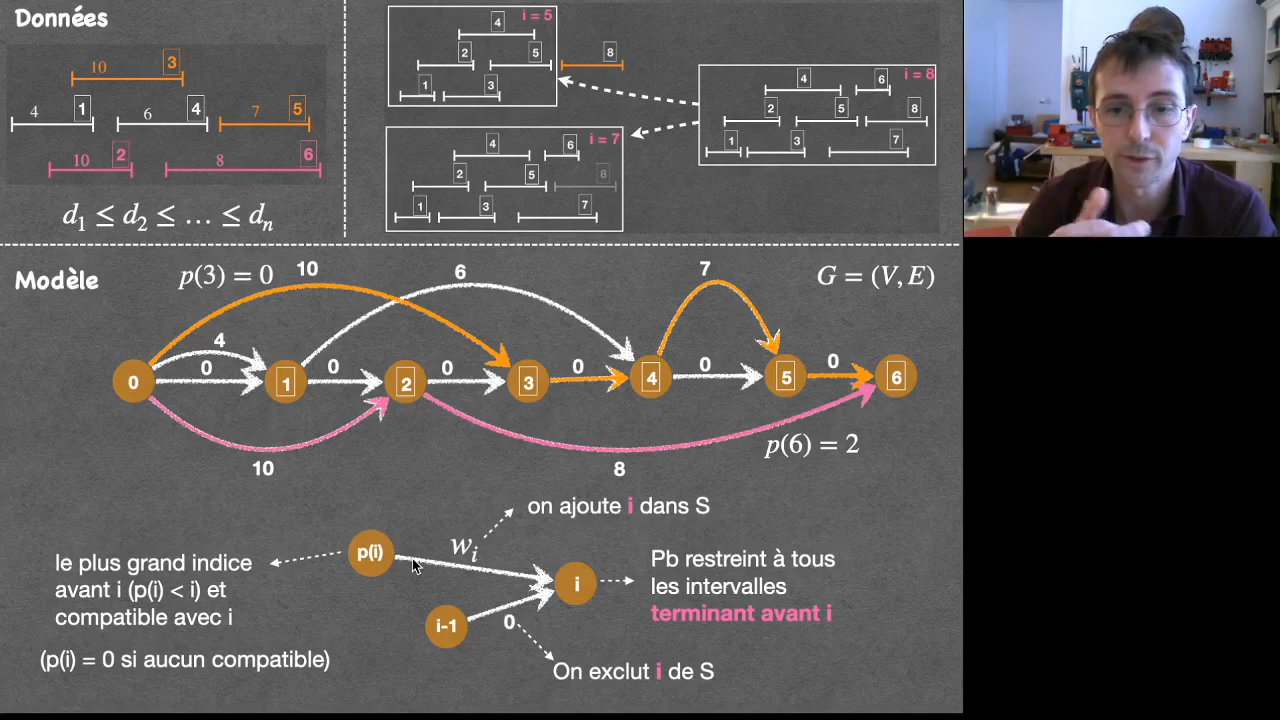 Données
10 3
4 1 6 4 7 5
10 2 8 6
d₁ ≤ d₂ ≤ … ≤ dₙ
i = 5
4
2 5 8
1 3
i = 7
4 6
2 5 8
1 3 7
i = 8
4 6
2 5 8
1 3 7
Modèle
p(3) = 0 10 6 7 G = (V, E)
4
0 0 0 0 0 0
0 1 2 3 4 5 6
p(6) = 2
10 8
on ajoute i dans S
p(i) wᵢ
le plus grand indice
avant i (p(i) < i) et
compatible avec i
(p(i) = 0 si aucun compatible)
i
i-1 0
Pb restreint à tous
les intervalles
terminant avant i
On exclut i de S